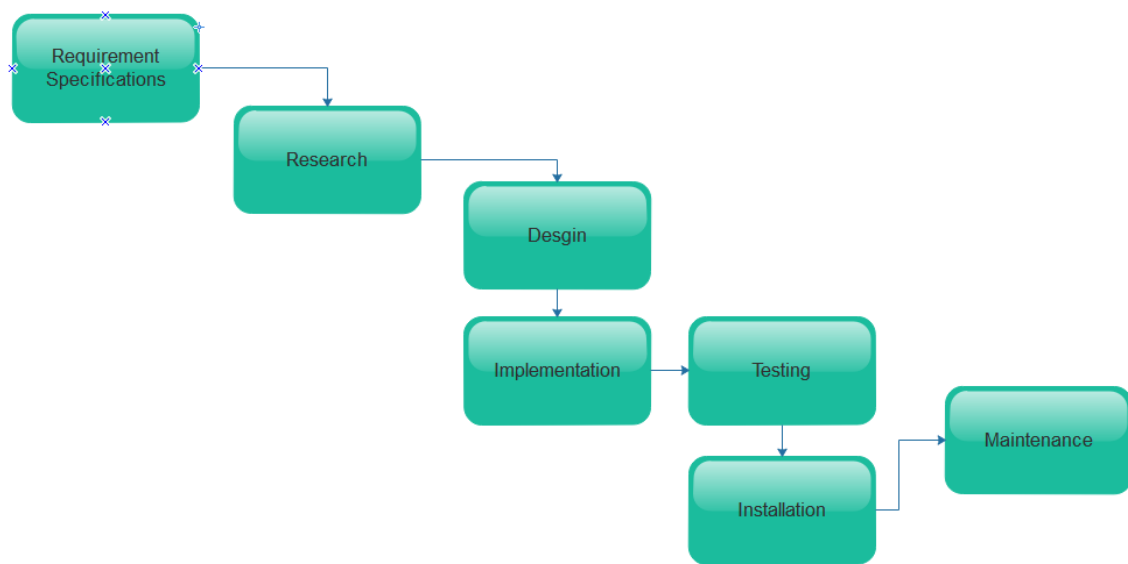 Requirement
Specifications
Research
Desgin
Implementation
Testing
Maintenance
Installation